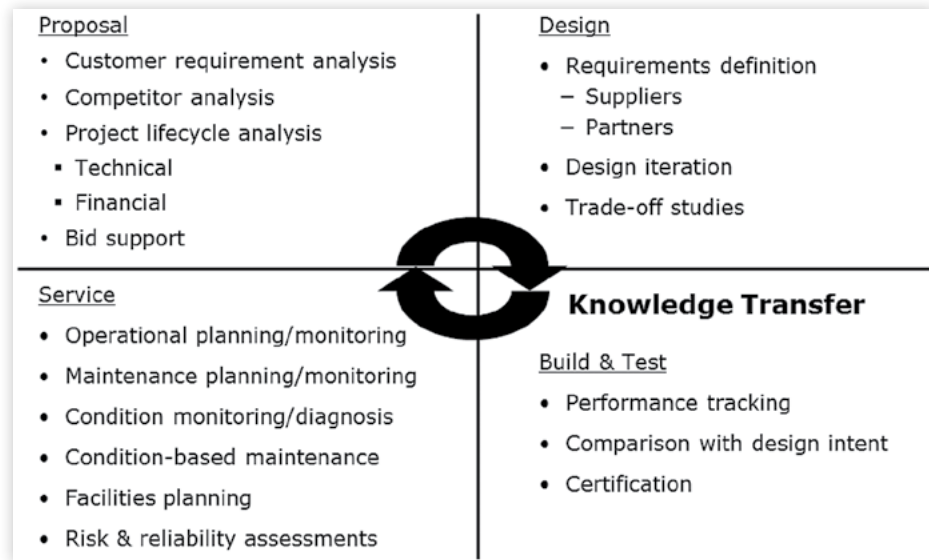 Proposal
• Customer requirement analysis
• Competitor analysis
• Project lifecycle analysis
▪ Technical
▪ Financial
• Bid support
Design
• Requirements definition
– Suppliers
– Partners
• Design iteration
• Trade-off studies
Service
• Operational planning/monitoring
• Maintenance planning/monitoring
• Condition monitoring/diagnosis
• Condition-based maintenance
• Facilities planning
• Risk & reliability assessments
Knowledge Transfer
Build & Test
• Performance tracking
• Comparison with design intent
• Certification